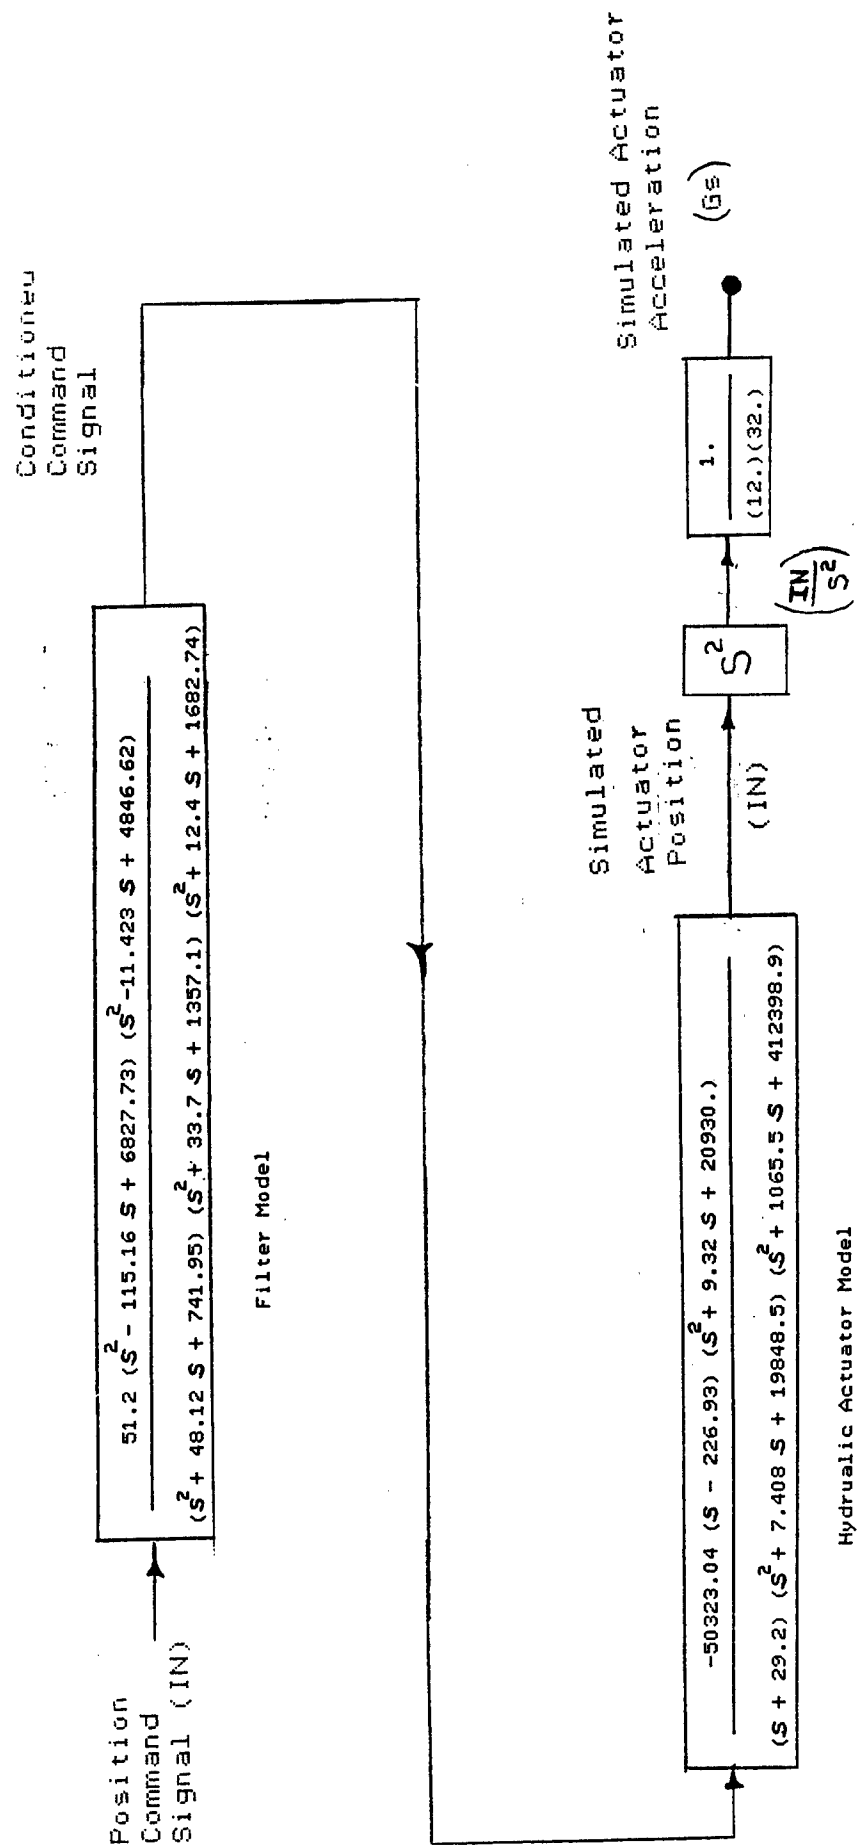 Position
Command
Signal (IN)
51.2 (S² - 115.16 S + 6827.73) (S² -11.423 S + 4846.62)
(S² + 48.12 S + 741.95) (S² + 33.7 S + 1357.1) (S² + 12.4 S + 1682.74)
Filter Model
Conditioned
Command
Signal
-50323.04 (S - 226.93) (S² + 9.32 S + 20930.)
(S + 29.2) (S² + 7.408 S + 19848.5) (S² + 1065.5 S + 412398.9)
Hydrualic Actuator Model
Simulated
Actuator
Position
(IN)
S²
(IN
S²)
1.
(12.)(32.)
Simulated Actuator
Acceleration
(Gs)